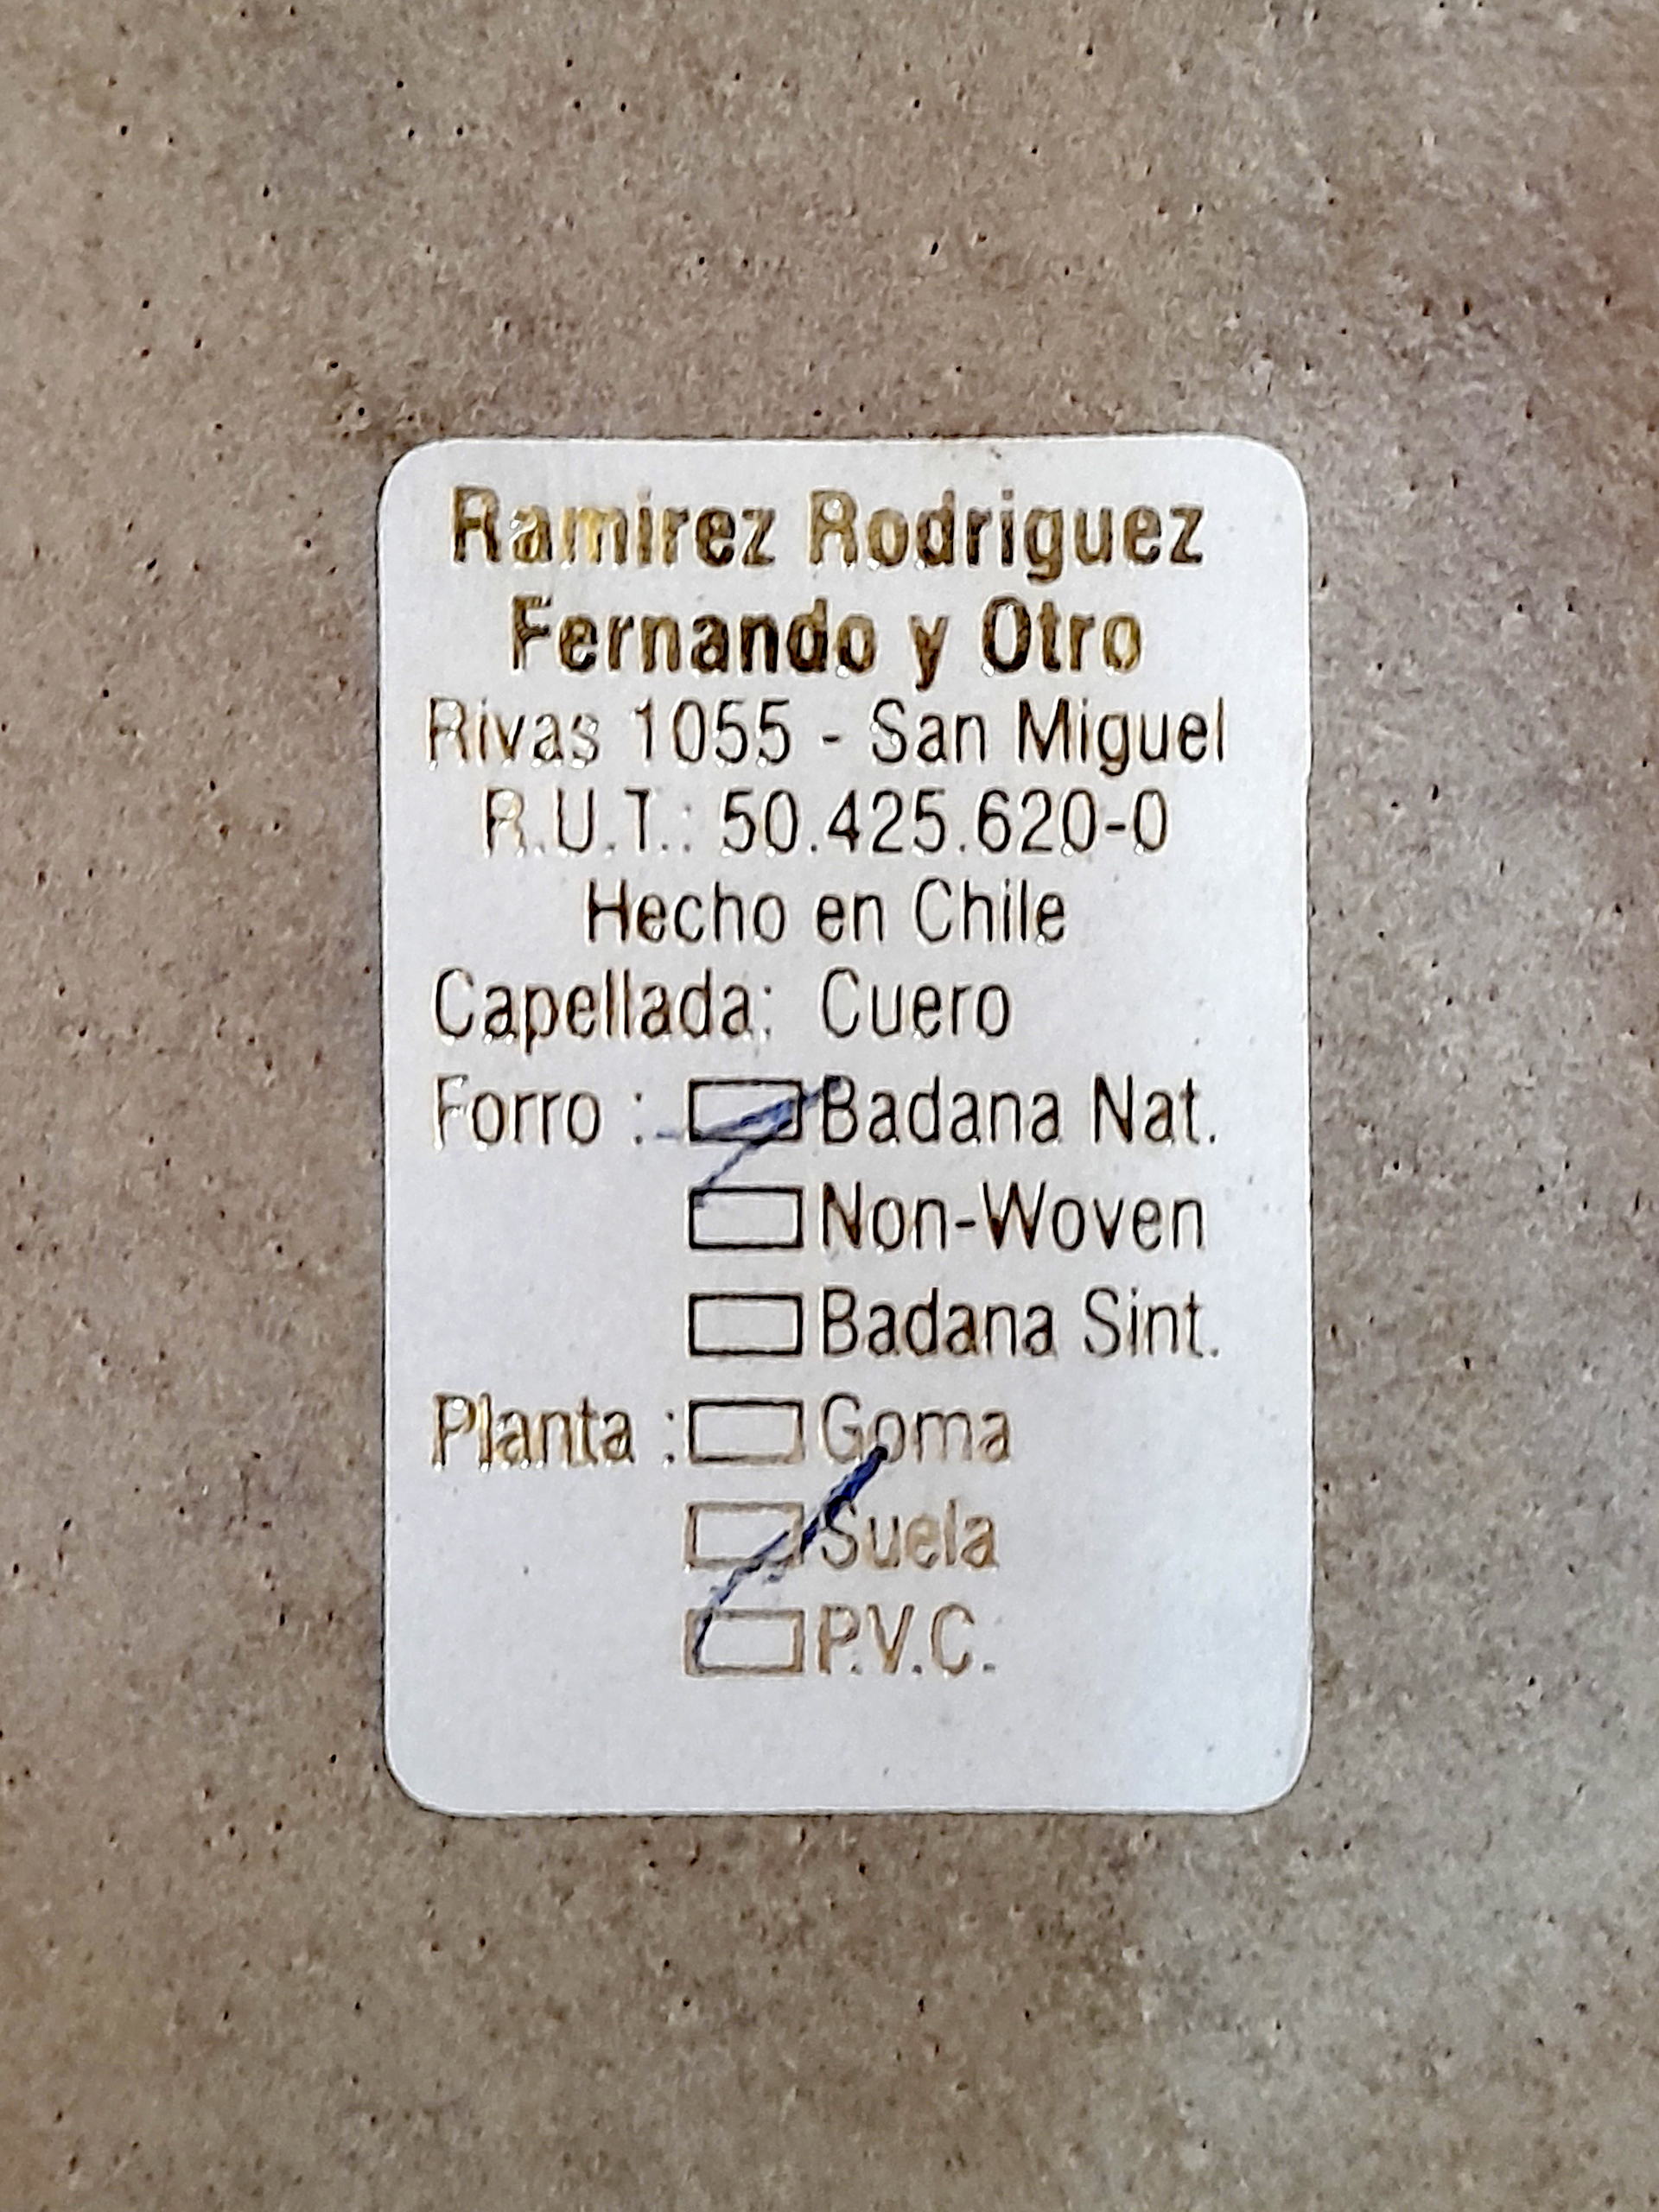 Ramirez Rodriguez
Fernando y Otro
Rivas 1055 - San Miguel
R.U.T.: 50.425.620-0
Hecho en Chile
Capellada: Cuero
Forro : Badana Nat.
Non-Woven
Badana Sint.
Planta : Goma
Suela
P.V.C.